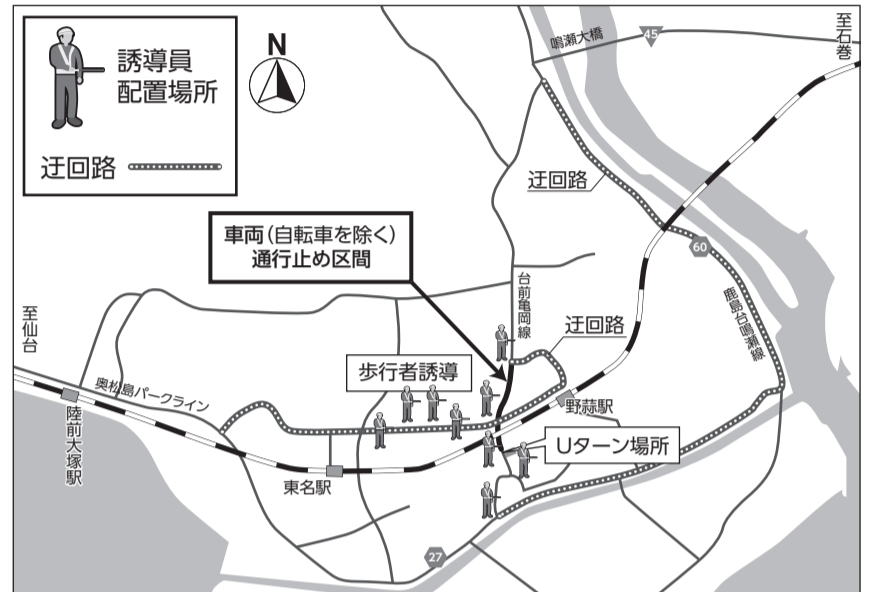 誘導員
配置場所
迂回路
N
鳴瀬大橋
45
至石巻
迂回路
60
車両(自転車を除く)
通行止め区間
台前亀岡線
鹿島台鳴瀬線
至仙台
迂回路
歩行者誘導
奥松島パークライン
野蒜駅
陸前大塚駅
Uターン場所
東名駅
27